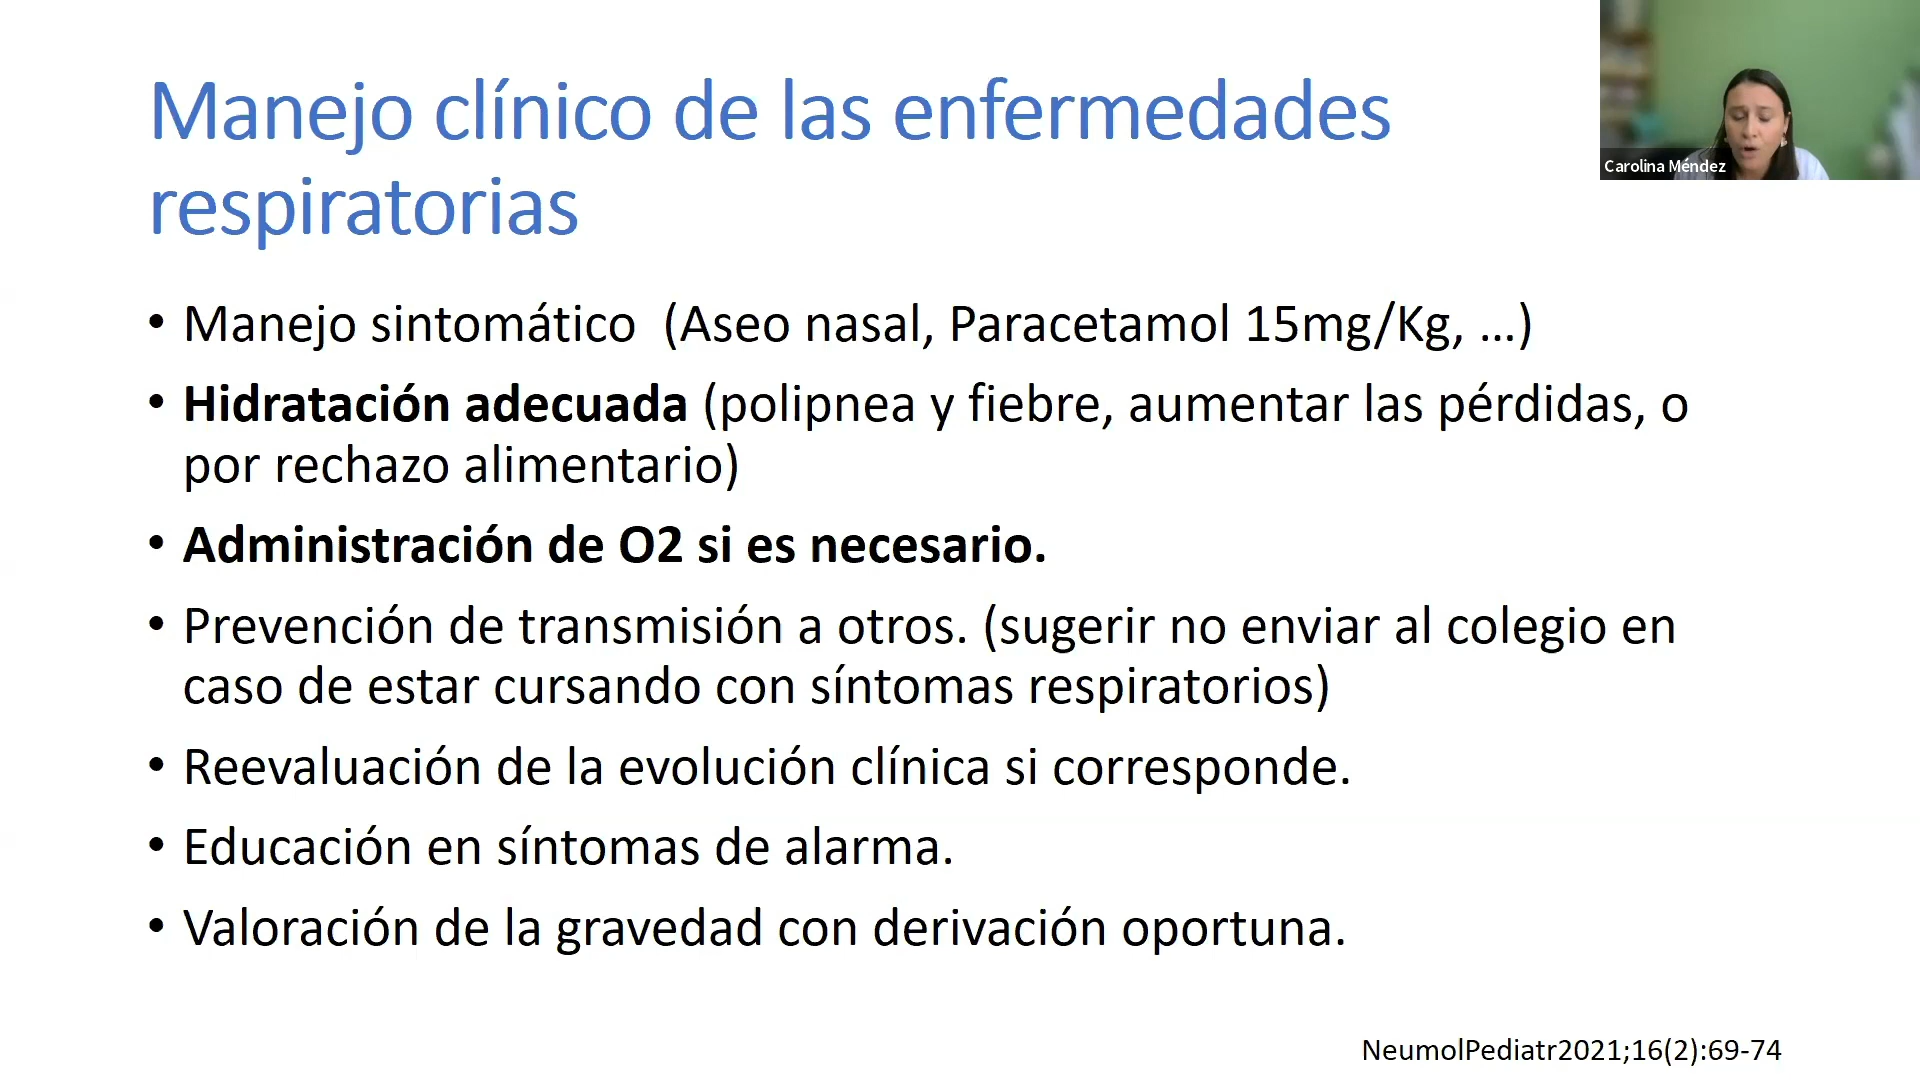 Manejo clínico de las enfermedades
respiratorias
Carolina Méndez
• Manejo sintomático  (Aseo nasal, Paracetamol 15mg/Kg, ...)
• Hidratación adecuada (polipnea y fiebre, aumentar las pérdidas, o
por rechazo alimentario)
• Administración de O2 si es necesario.
• Prevención de transmisión a otros. (sugerir no enviar al colegio en
caso de estar cursando con síntomas respiratorios)
• Reevaluación de la evolución clínica si corresponde.
• Educación en síntomas de alarma.
• Valoración de la gravedad con derivación oportuna.
NeumolPediatr2021;16(2):69-74